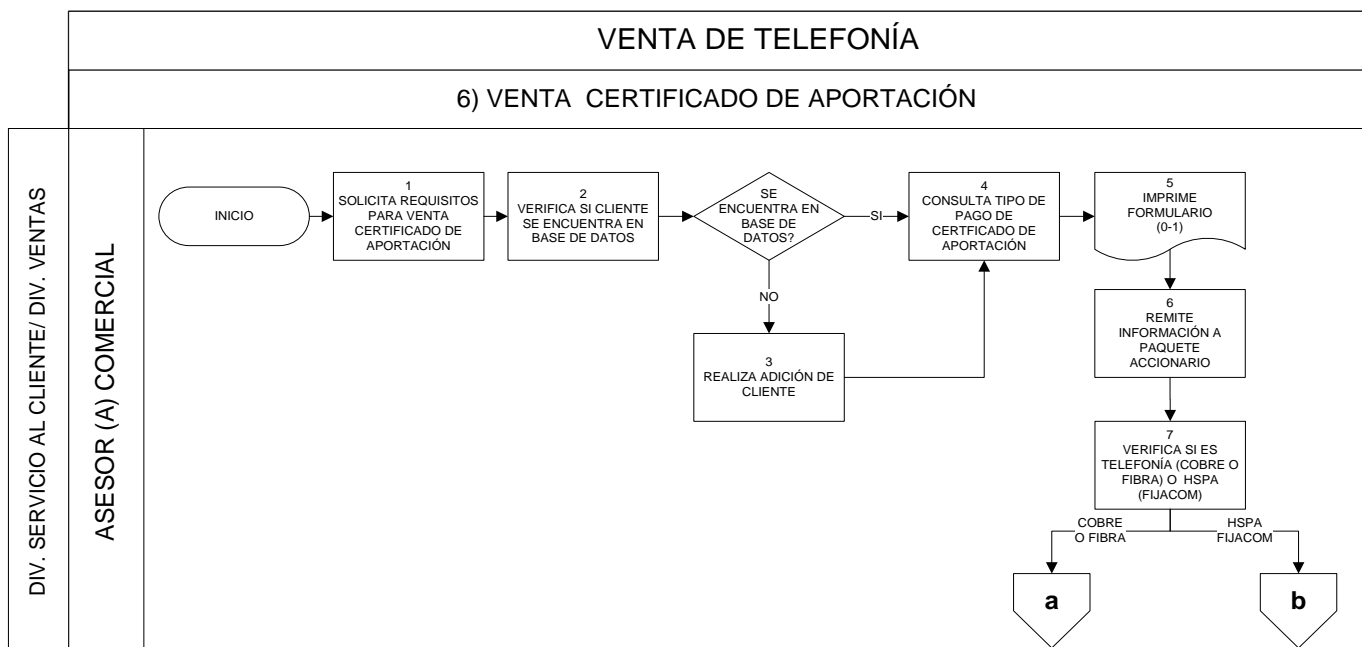 VENTA DE TELEFONÍA
6) VENTA CERTIFICADO DE APORTACIÓN
DIV. SERVICIO AL CLIENTE/ DIV. VENTAS
ASESOR (A) COMERCIAL
INICIO
1
SOLICITA REQUISITOS
PARA VENTA
CERTIFICADO DE
APORTACIÓN
2
VERIFICA SI CLIENTE
SE ENCUENTRA EN
BASE DE DATOS
SE
ENCUENTRA EN
BASE DE
DATOS?
SI
NO
3
REALIZA ADICIÓN DE
CLIENTE
4
CONSULTA TIPO DE
PAGO DE
CERTFICADO DE
APORTACIÓN
5
IMPRIME
FORMULARIO
(0-1)
6
REMITE
INFORMACIÓN A
PAQUETE
ACCIONARIO
7
VERIFICA SI ES
TELEFONÍA (COBRE O
FIBRA) O HSPA
(FIJACOM)
COBRE
O FIBRA
HSPA
FIJACOM
a
b